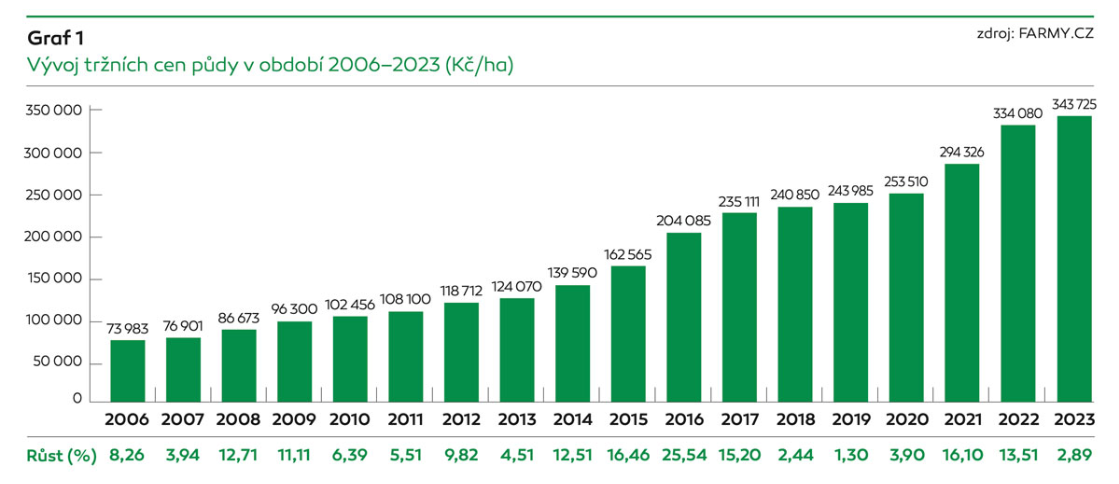 Graf 1
zdroj: FARMY.CZ
Vývoj tržních cen půdy v období 2006–2023 (Kč/ha)
350 000
300 000
250 000
200 000
150 000
100 000
50 000
0
73 983 76 901 86 673 96 300 102 456 108 100 118 712 124 070 139 590 162 565 204 085 235 111 240 850 243 985 253 510 294 326 334 080 343 725
2006 2007 2008 2009 2010 2011 2012 2013 2014 2015 2016 2017 2018 2019 2020 2021 2022 2023
Růst (%) 8,26 3,94 12,71 11,11 6,39 5,51 9,82 4,51 12,51 16,46 25,54 15,20 2,44 1,30 3,90 16,10 13,51 2,89